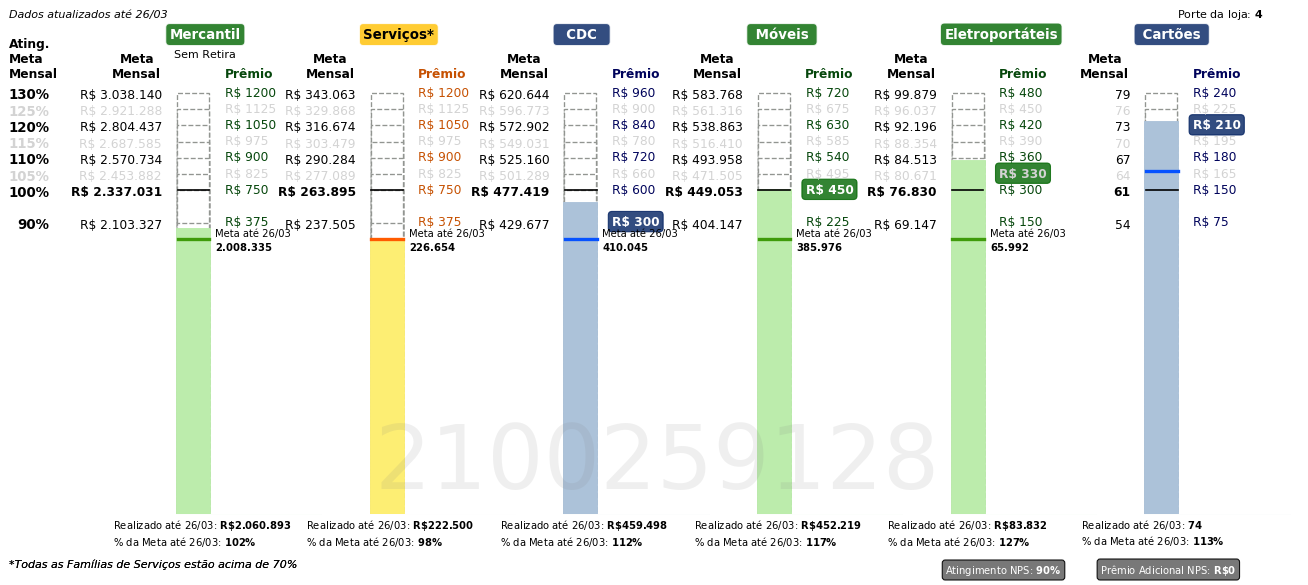 Dados atualizados até 26/03 Porte da loja: 4
Mercantil Serviços* CDC Móveis Eletroportáteis Cartões
Sem Retira
Ating. Meta Mensal Meta Mensal Prêmio Meta Mensal Prêmio Meta Mensal Prêmio Meta Mensal Prêmio Meta Mensal Prêmio Meta Mensal Prêmio
130% R$ 3.038.140 R$ 1200 R$ 343.063 R$ 1200 R$ 620.644 R$ 960 R$ 583.768 R$ 720 R$ 99.879 R$ 480 79 R$ 240
125% R$ 2.921.288 R$ 1125 R$ 329.868 R$ 1125 R$ 596.773 R$ 900 R$ 561.316 R$ 675 R$ 96.037 R$ 450 76 R$ 225
120% R$ 2.804.437 R$ 1050 R$ 316.674 R$ 1050 R$ 572.902 R$ 840 R$ 538.863 R$ 630 R$ 92.196 R$ 420 73 R$ 210
115% R$ 2.687.585 R$ 975 R$ 303.479 R$ 975 R$ 549.031 R$ 780 R$ 516.410 R$ 585 R$ 88.354 R$ 390 70 R$ 195
110% R$ 2.570.734 R$ 900 R$ 290.284 R$ 900 R$ 525.160 R$ 720 R$ 493.958 R$ 540 R$ 84.513 R$ 360 67 R$ 180
105% R$ 2.453.882 R$ 825 R$ 277.089 R$ 825 R$ 501.289 R$ 660 R$ 471.505 R$ 495 R$ 80.671 R$ 330 64 R$ 165
100% R$ 2.337.031 R$ 750 R$ 263.895 R$ 750 R$ 477.419 R$ 600 R$ 449.053 R$ 450 R$ 76.830 R$ 300 61 R$ 150
90% R$ 2.103.327 R$ 375 R$ 237.505 R$ 375 R$ 429.677 R$ 300 R$ 404.147 R$ 225 R$ 69.147 R$ 150 54 R$ 75
Meta até 26/03 Meta até 26/03 Meta até 26/03 Meta até 26/03 Meta até 26/03
2.008.335 226.654 410.045 385.976 65.992
2100259128
Realizado até 26/03: R$2.060.893 Realizado até 26/03: R$222.500 Realizado até 26/03: R$459.498 Realizado até 26/03: R$452.219 Realizado até 26/03: R$83.832 Realizado até 26/03: 74
% da Meta até 26/03: 102% % da Meta até 26/03: 98% % da Meta até 26/03: 112% % da Meta até 26/03: 117% % da Meta até 26/03: 127% % da Meta até 26/03: 113%
*Todas as Famílias de Serviços estão acima de 70% Atingimento NPS: 90% Prêmio Adicional NPS: R$0